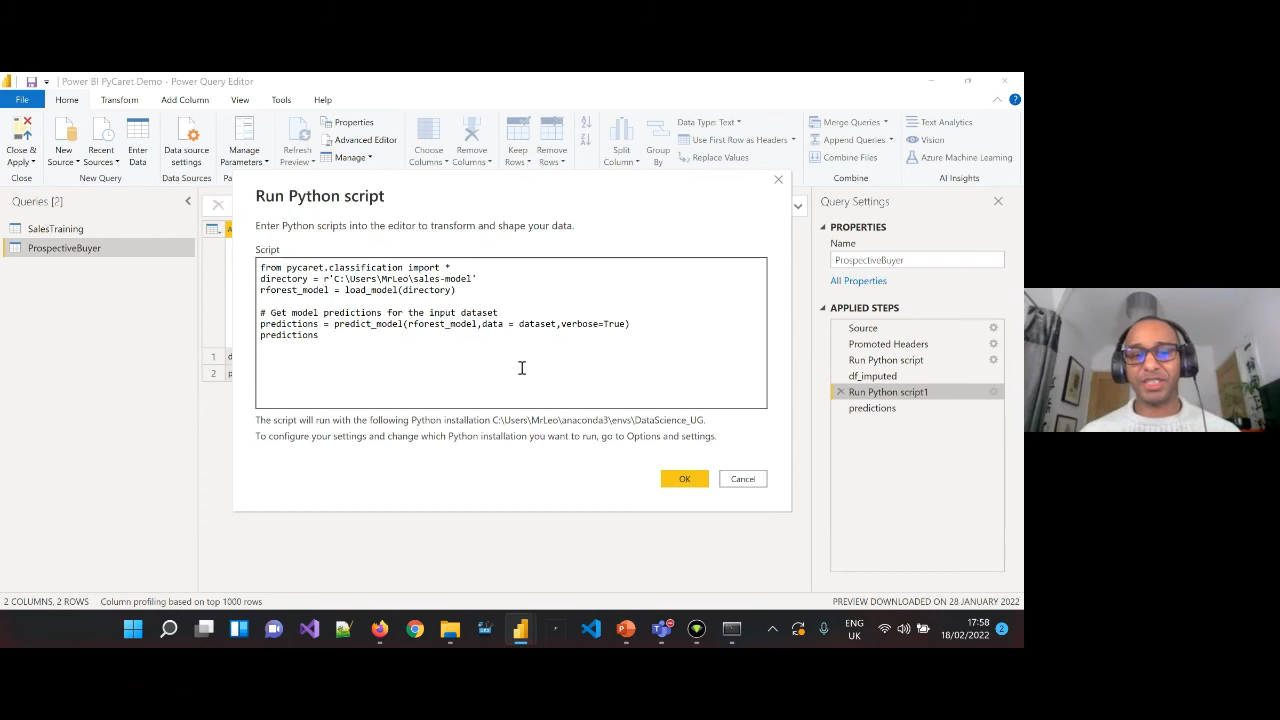 Power BI PyCaret Demo - Power Query Editor
File
Home
Transform
Add Column
View
Tools
Help
Close &
Apply
New
Source
Recent
Sources
Enter
Data
Data source
settings
Manage
Parameters
Refresh
Preview
Properties
Advanced Editor
Manage
Choose
Columns
Remove
Columns
Keep
Rows
Remove
Rows
Split
Column
Group
By
Data Type: Text
Use First Row as Headers
Replace Values
Merge Queries
Append Queries
Combine Files
Text Analytics
Vision
Azure Machine Learning
Close
New Query
Data Sources
Combine
AI Insights
Queries [2]
SalesTraining
ProspectiveBuyer
1
2
Run Python script
Enter Python scripts into the editor to transform and shape your data.
Script
from pycaret.classification import *
directory = r'C:\Users\MrLeo\sales-model'
rforest_model = load_model(directory)
# Get model predictions for the input dataset
predictions = predict_model(rforest_model,data = dataset,verbose=True)
predictions
The script will run with the following Python installation C:\Users\MrLeo\anaconda3\envs\DataScience_UG.
To configure your settings and change which Python installation you want to run, go to Options and settings.
OK
Cancel
Query Settings
PROPERTIES
Name
ProspectiveBuyer
All Properties
APPLIED STEPS
Source
Promoted Headers
Run Python script
df_imputed
Run Python script1
predictions
2 COLUMNS, 2 ROWS
Column profiling based on top 1000 rows
PREVIEW DOWNLOADED ON 28 JANUARY 2022
ENG
UK
17:58
18/02/2022
2